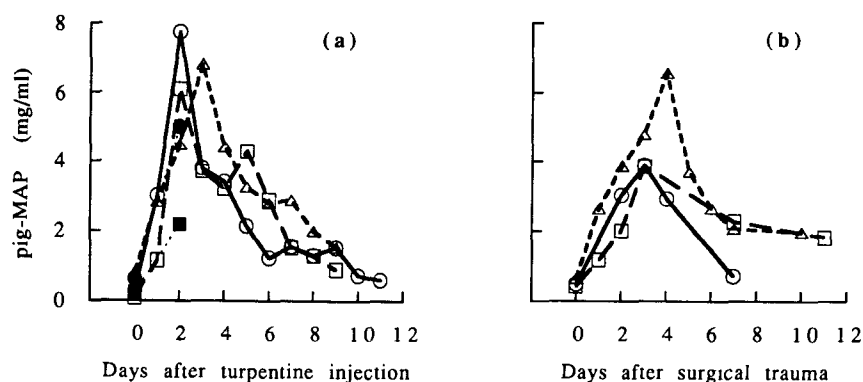 8
6
4
2
0
pig-MAP (mg/ml)
(a)
0 2 4 6 8 10 12
Days after turpentine injection
(b)
0 2 4 6 8 10 12
Days after surgical trauma